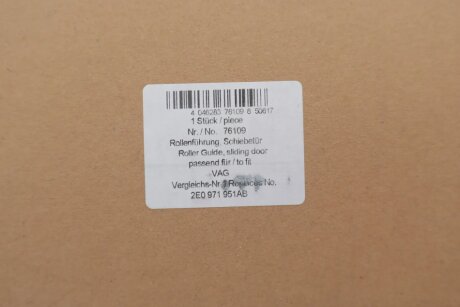 4 046283 76109 8 50617
1 Stück / piece
Nr. / No. 76109
Rollenführung, Schiebetür
Roller Guide, sliding door
passend für / to fit
VAG
Vergleichs-Nr. / Replaces No.
2E0 971 951AB